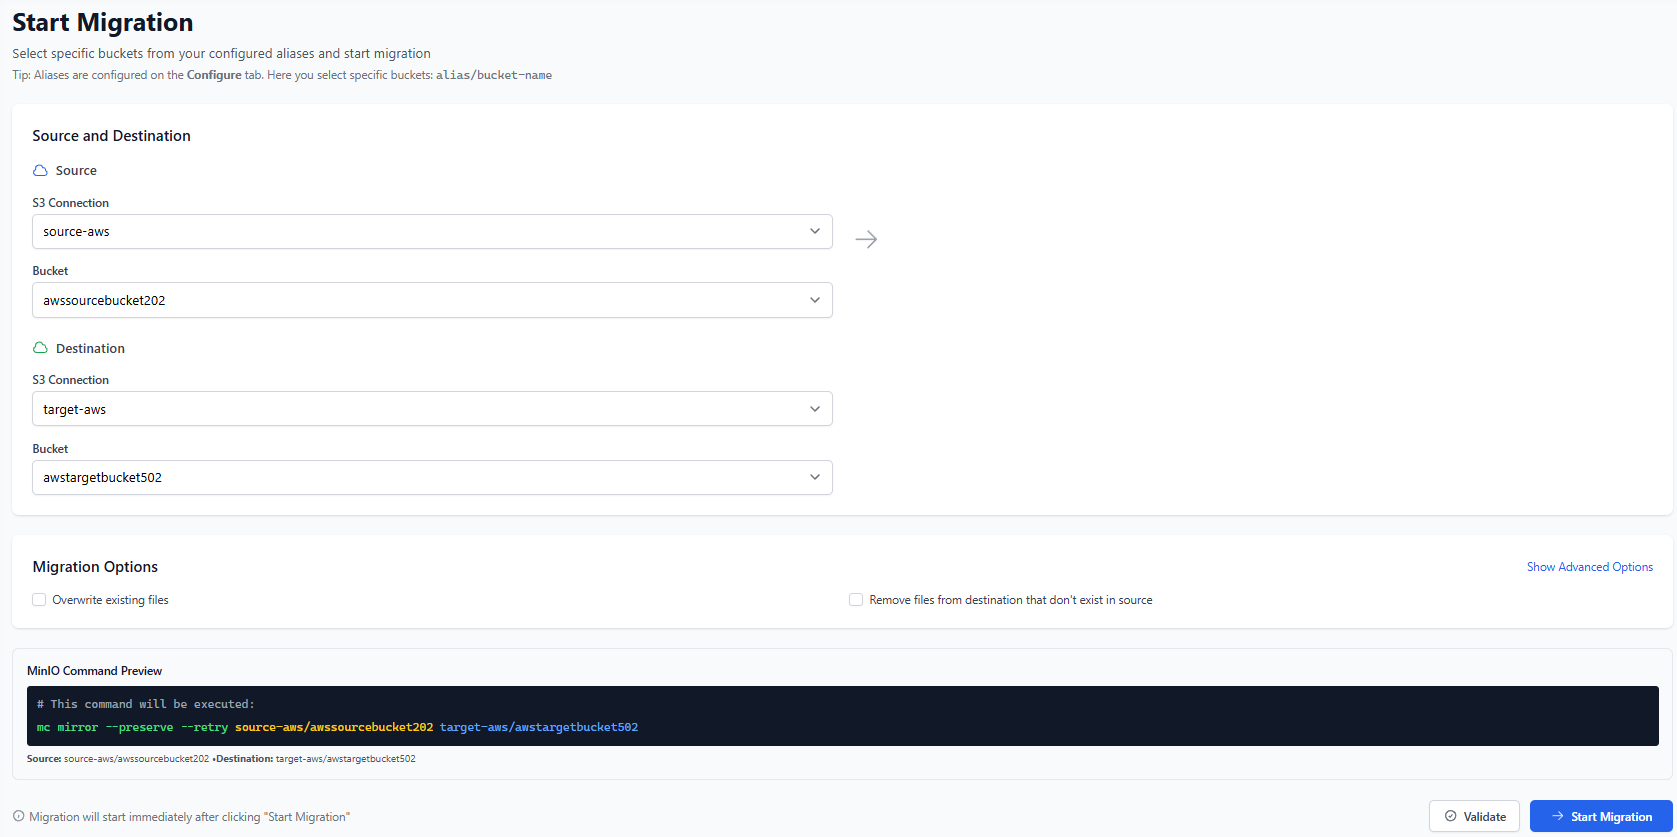 Start Migration
Select specific buckets from your configured aliases and start migration
Tip: Aliases are configured on the Configure tab. Here you select specific buckets: alias/bucket-name
Source and Destination
Source
S3 Connection
source-aws
Bucket
awssourcebucket202
Destination
S3 Connection
target-aws
Bucket
awstargetbucket502
Migration Options
Show Advanced Options
Overwrite existing files
Remove files from destination that don't exist in source
MinIO Command Preview
# This command will be executed:
mc mirror --preserve --retry source-aws/awssourcebucket202 target-aws/awstargetbucket502
Source: source-aws/awssourcebucket202 •Destination: target-aws/awstargetbucket502
Migration will start immediately after clicking "Start Migration"
Validate
Start Migration